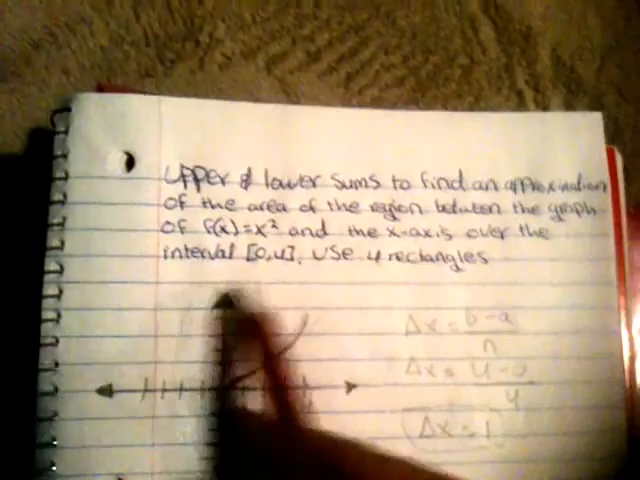 Upper & lower sums to find an approximation
of the area of the region between the graph
of f(x)=x² and the x-axis over the
interval [0,4], use 4 rectangles
Δx = b-a
n
Δx = 4-0
4
Δx = 1